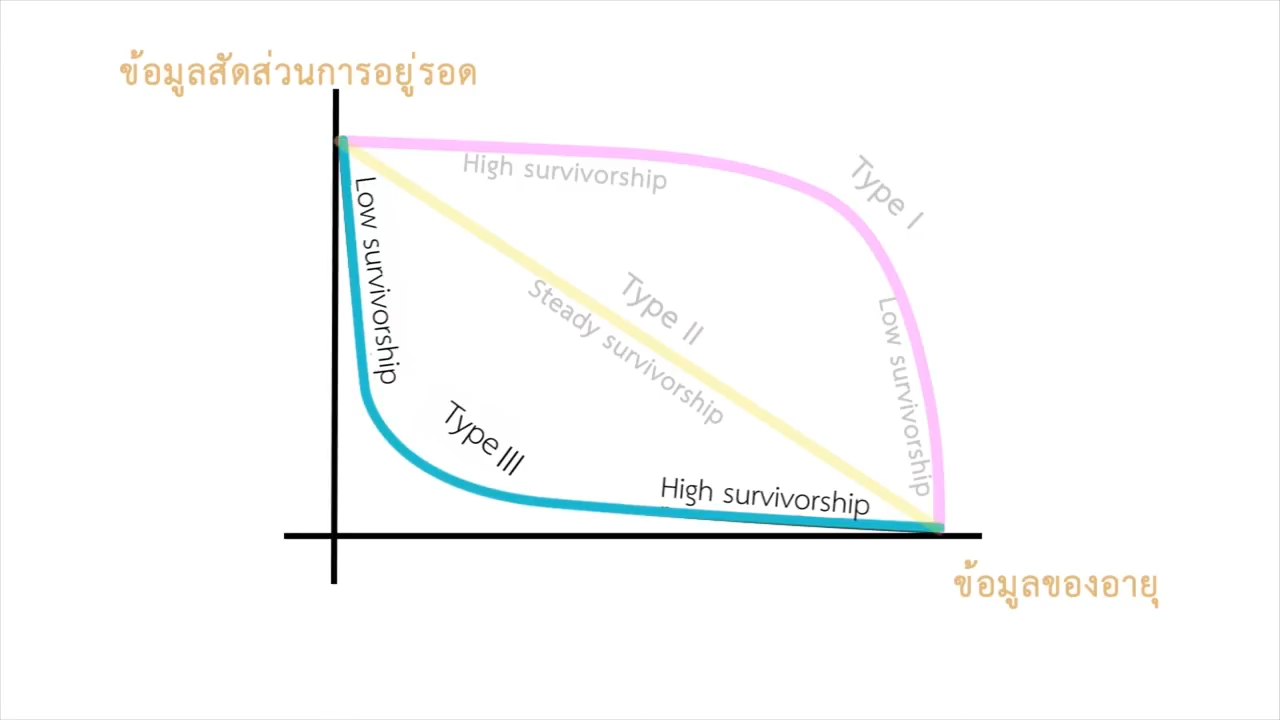 ข้อมูลสัดส่วนการอยู่รอด
High survivorship
Type I
Low survivorship
Type II
Steady survivorship
Low survivorship
Type III
High survivorship
ข้อมูลของอายุ